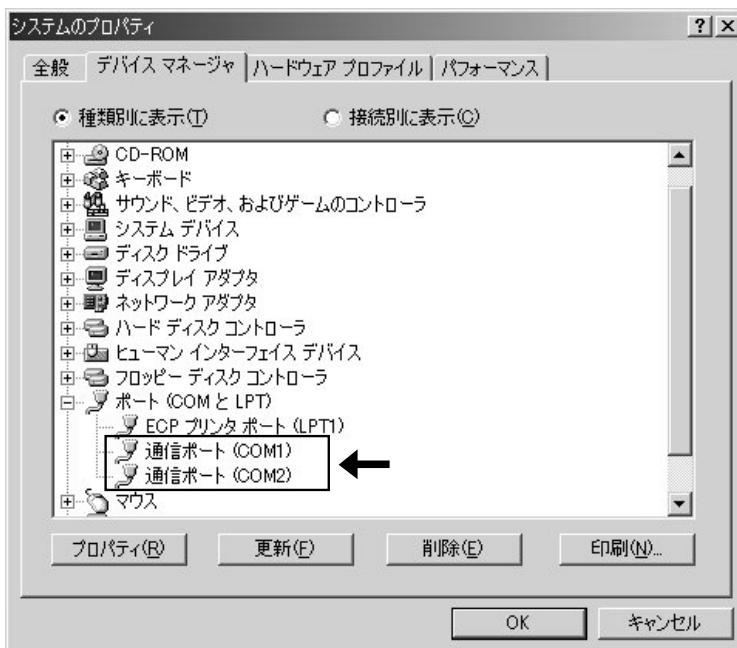 システムのプロパティ
全般 デバイス マネージャ ハードウェア プロファイル パフォーマンス
種類別に表示(T) 接続別に表示(C)
CD-ROM
キーボード
サウンド、ビデオ、およびゲームのコントローラ
システム デバイス
ディスク ドライブ
ディスプレイ アダプタ
ネットワーク アダプタ
ハード ディスク コントローラ
ヒューマン インターフェイス デバイス
フロッピー ディスク コントローラ
ポート (COM と LPT)
ECP プリンタ ポート (LPT1)
通信ポート (COM1)
通信ポート (COM2)
マウス
プロパティ(R) 更新(F) 削除(E) 印刷(N)...
OK キャンセル